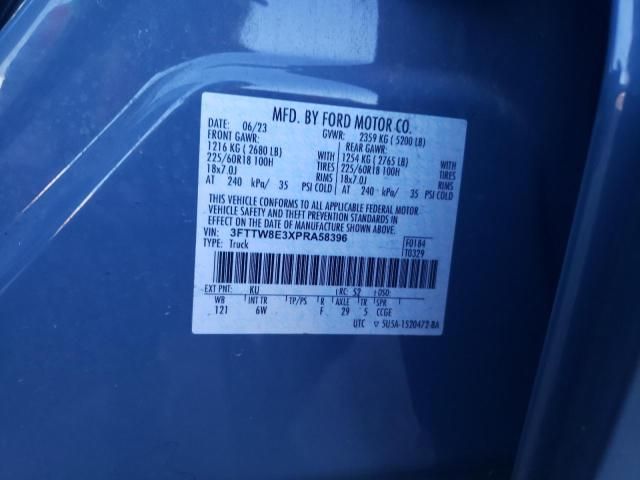 MFD. BY FORD MOTOR CO.
DATE: 06/23 GVWR: 2359 KG ( 5200 LB)
FRONT GAWR: REAR GAWR:
1216 KG ( 2680 LB) WITH 1254 KG ( 2765 LB) WITH
225/60R18 100H TIRES 225/60R18 100H TIRES
18x7.0J RIMS 18x7.0J RIMS
AT 240 kPa/ 35 PSI COLD AT 240 kPa/ 35 PSI COLD
THIS VEHICLE CONFORMS TO ALL APPLICABLE FEDERAL MOTOR
VEHICLE SAFETY AND THEFT PREVENTION STANDARDS IN
EFFECT ON THE DATE OF MANUFACTURE SHOWN ABOVE.
VIN: 3FTTW8E3XPRA58396 F0184
TYPE: Truck T0329
EXT PNT: KU RC: 52 DSO:
WB INT TR TP/PS R AXLE TR SPR
121 6W F 29 5 CCGE
UTC ▽ 5U5A-1520472-BA